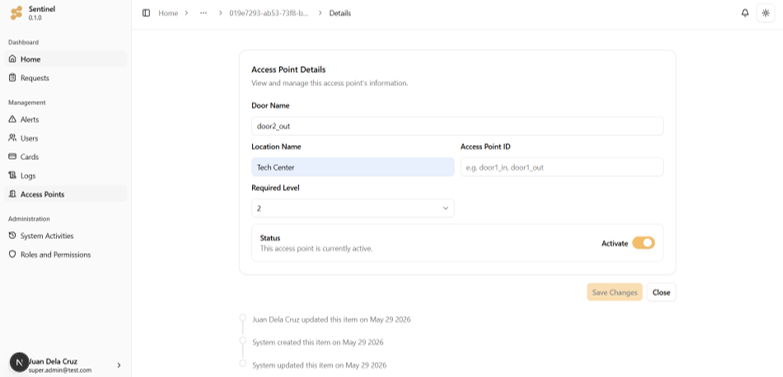 Sentinel
0.1.0
Dashboard
Home
Requests
Management
Alerts
Users
Cards
Logs
Access Points
Administration
System Activities
Roles and Permissions
N
Juan Dela Cruz
super.admin@test.com
Home > ... > 019e7293-ab53-73f8-b... > Details
Access Point Details
View and manage this access point's information.
Door Name
door2_out
Location Name Access Point ID
Tech Center e.g. door1_in, door1_out
Required Level
2
Status
This access point is currently active.
Activate
Save Changes Close
Juan Dela Cruz updated this item on May 29 2026
System created this item on May 29 2026
System updated this item on May 29 2026